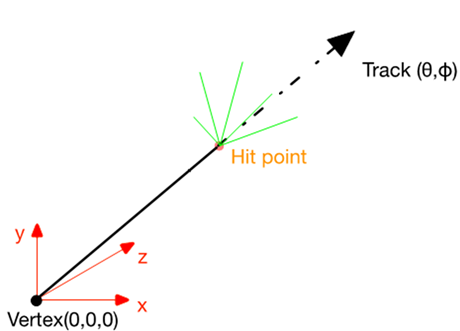 Track (θ,ϕ)
Hit point
y
z
x
Vertex(0,0,0)